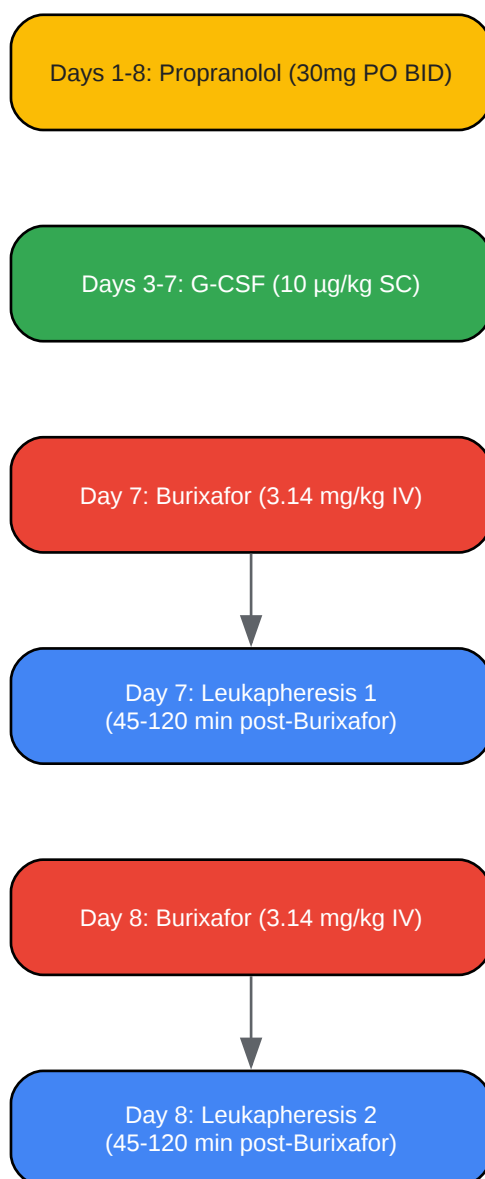 Days 1-8: Propranolol (30mg PO BID)
Days 3-7: G-CSF (10 µg/kg SC)
Day 7: Burixafor (3.14 mg/kg IV)
Day 7: Leukapheresis 1
(45-120 min post-Burixafor)
Day 8: Burixafor (3.14 mg/kg IV)
Day 8: Leukapheresis 2
(45-120 min post-Burixafor)